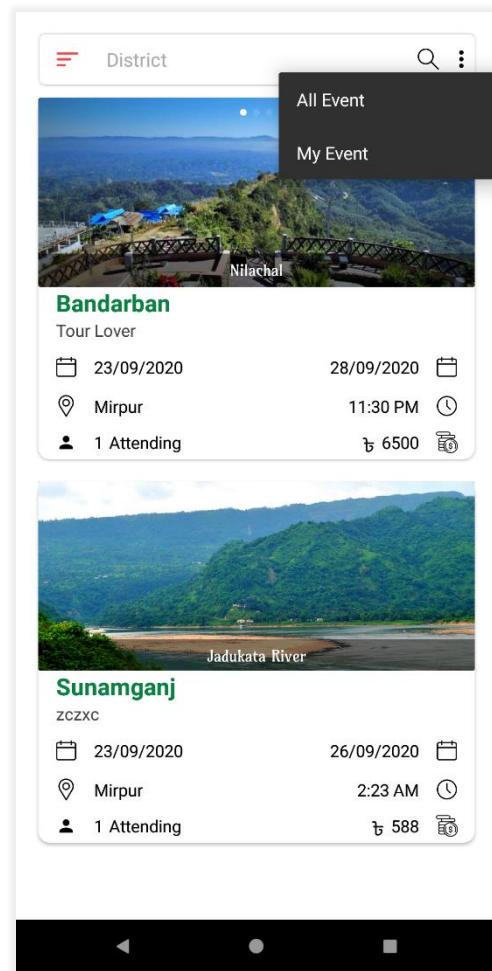 District
All Event
My Event
Nilachal
Bandarban
Tour Lover
23/09/2020 28/09/2020
Mirpur 11:30 PM
1 Attending ৳ 6500
Jadukata River
Sunamganj
zczxc
23/09/2020 26/09/2020
Mirpur 2:23 AM
1 Attending ৳ 588